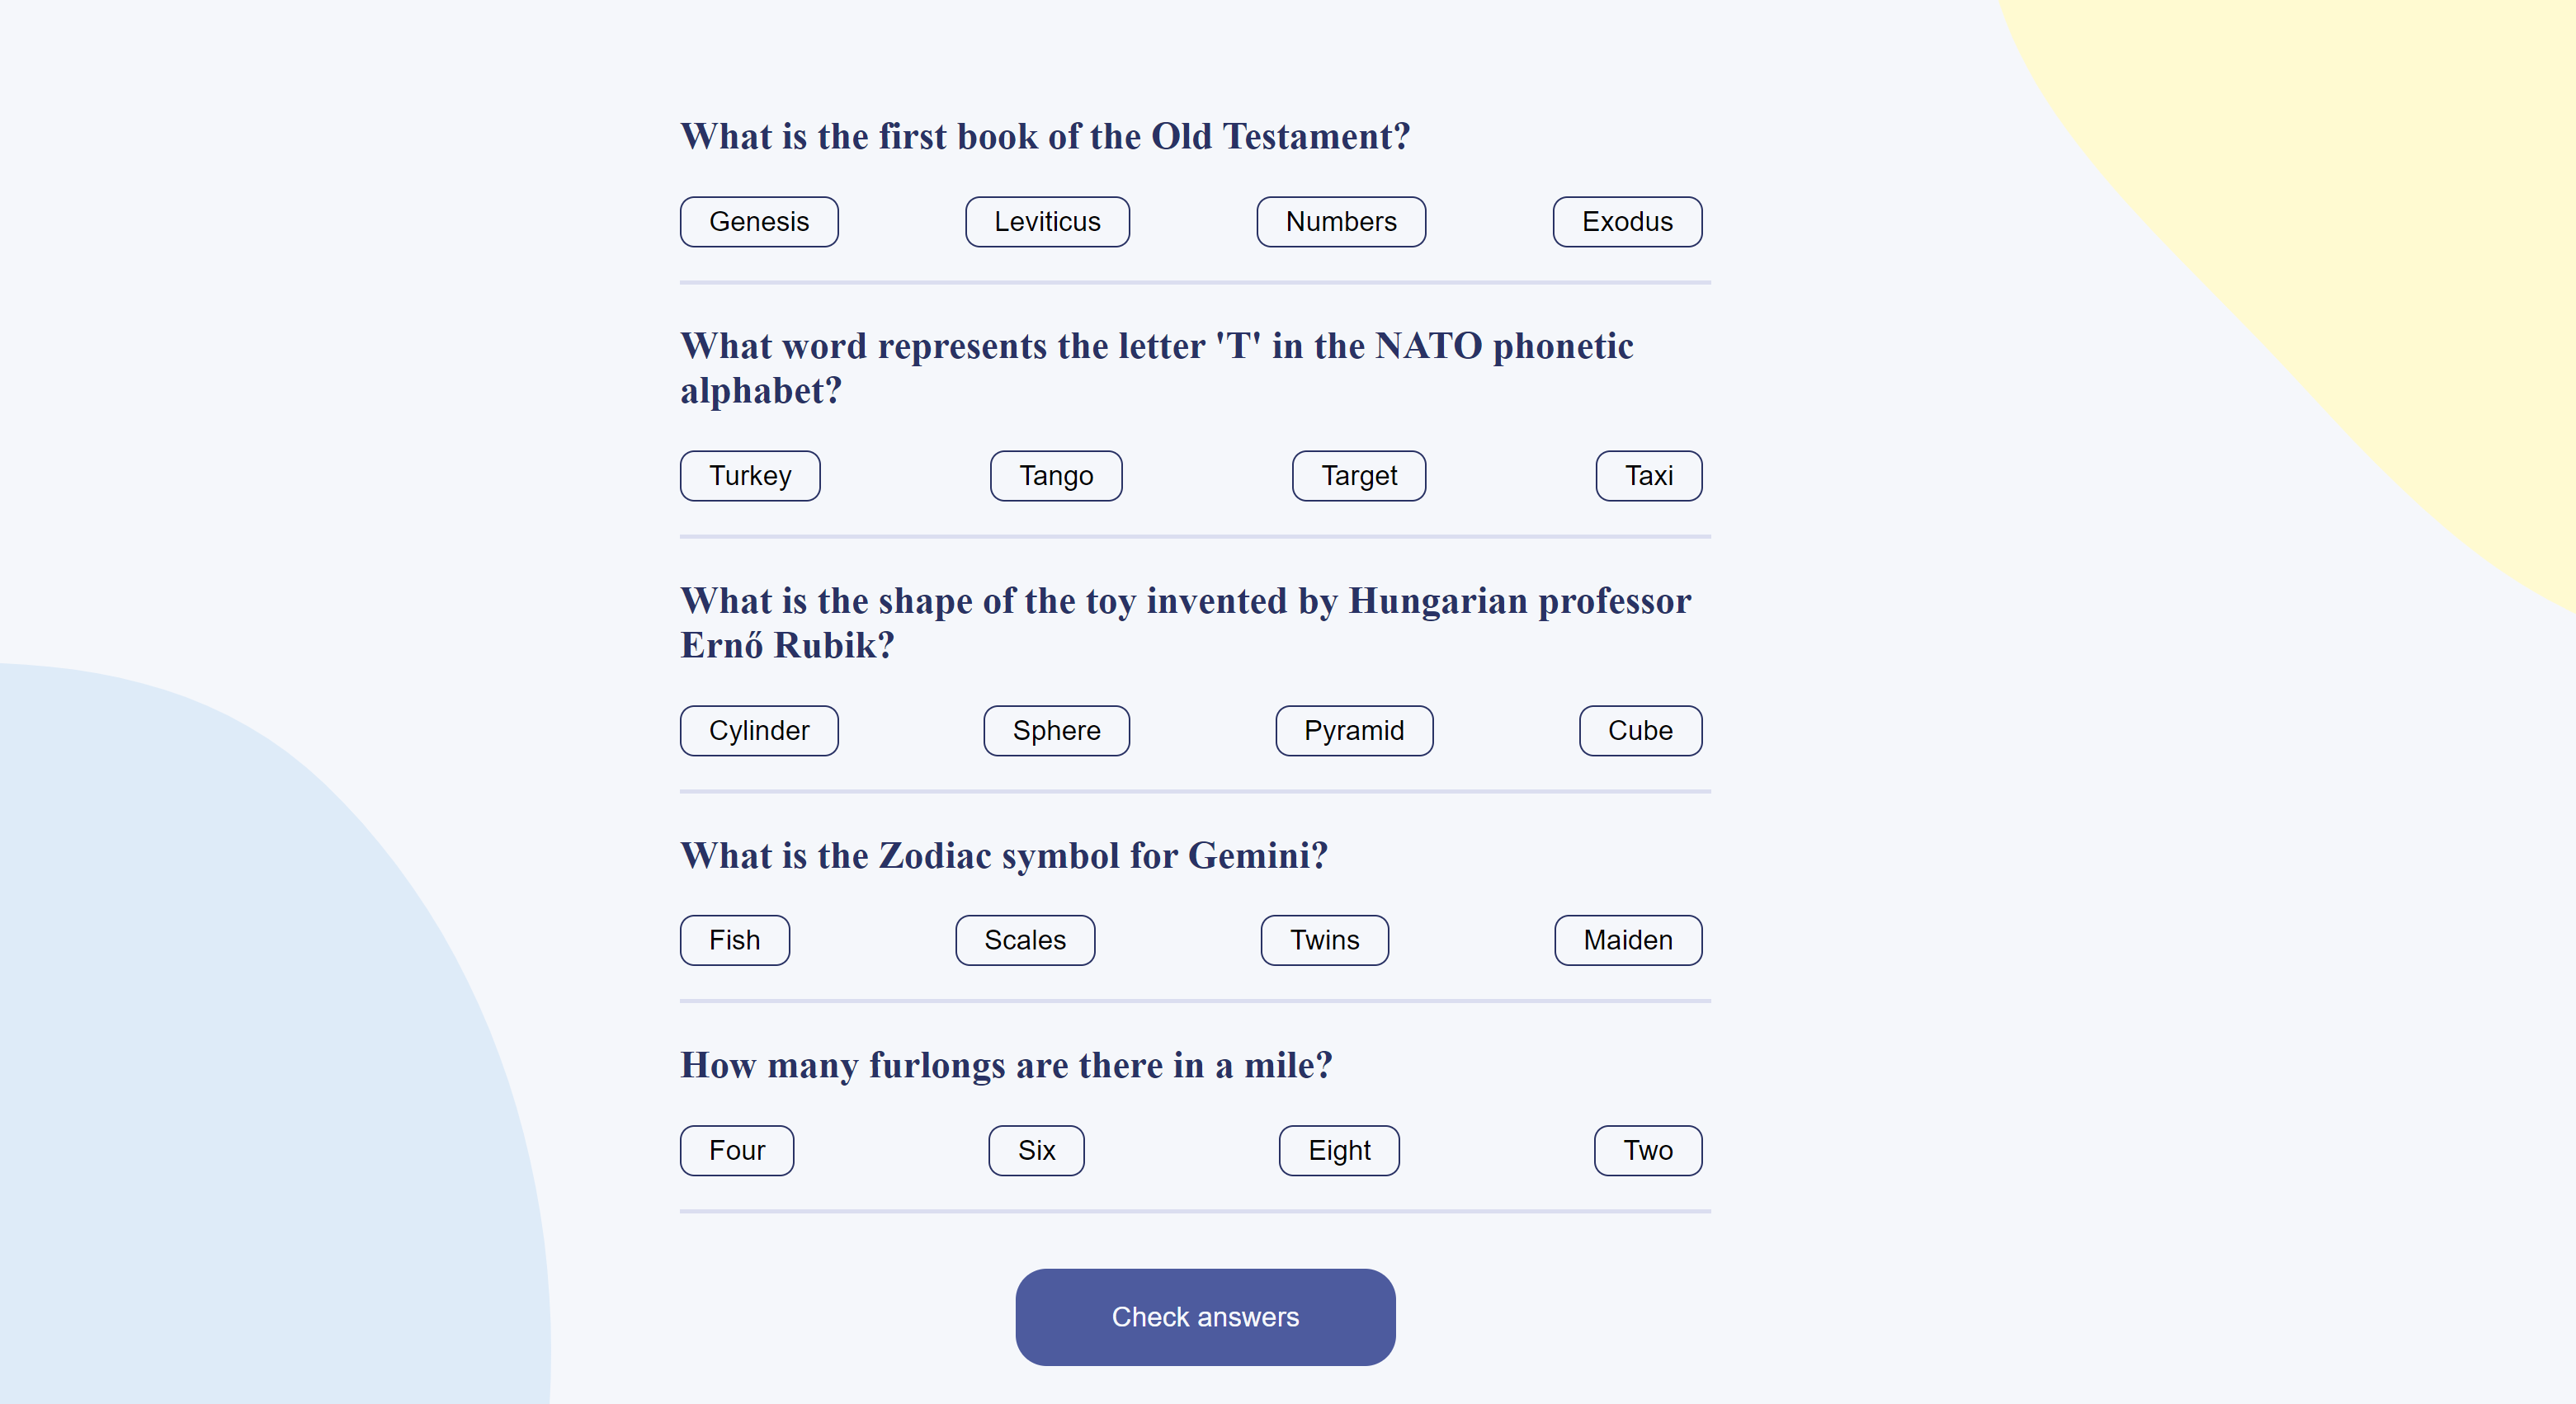 What is the first book of the Old Testament?
Genesis Leviticus Numbers Exodus
What word represents the letter 'T' in the NATO phonetic
alphabet?
Turkey Tango Target Taxi
What is the shape of the toy invented by Hungarian professor
Ernő Rubik?
Cylinder Sphere Pyramid Cube
What is the Zodiac symbol for Gemini?
Fish Scales Twins Maiden
How many furlongs are there in a mile?
Four Six Eight Two
Check answers